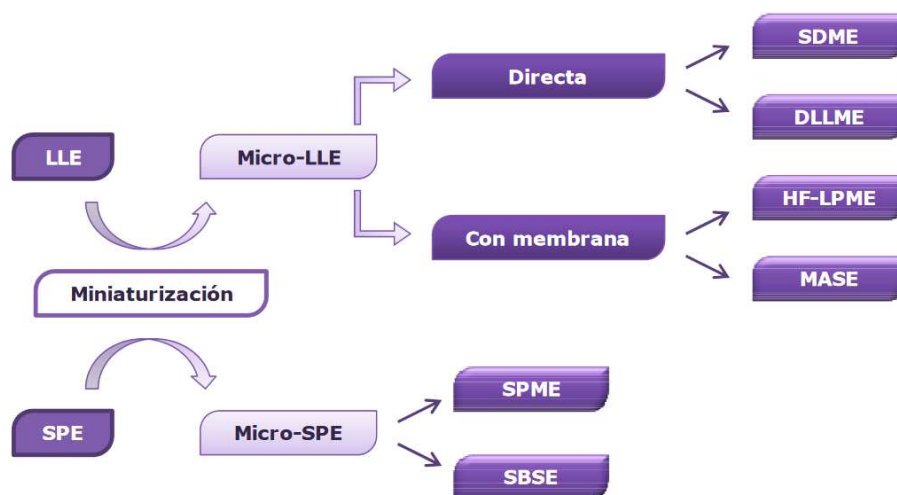 SDME
Directa
DLLME
LLE
Micro-LLE
HF-LPME
Con membrana
MASE
Miniaturización
SPME
SPE
Micro-SPE
SBSE